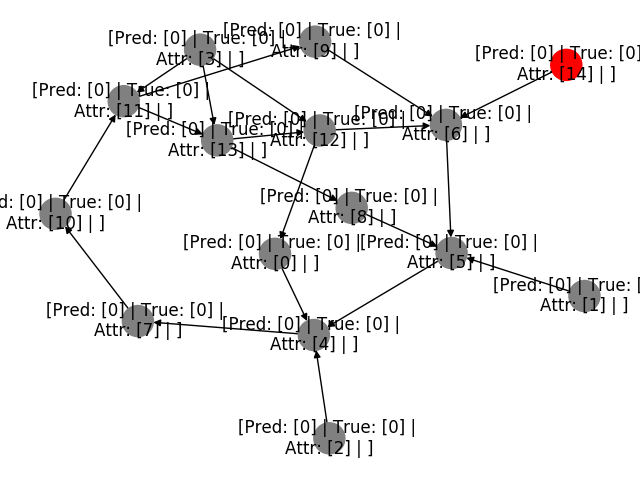 [Pred: [0] | True: [0] |
Attr: [9] | ]
[Pred: [0] | True: [0] |
Attr: [3] | ]
[Pred: [0] | True: [0]
Attr: [14] | ]
[Pred: [0] | True: [0] |
Attr: [11] | ]
[Pred: [0] | True: [0] |
Attr: [12] | ]
[Pred: [0] | True: [0] |
Attr: [6] | ]
[Pred: [0] | True: [0] |
Attr: [13] | ]
[Pred: [0] | True: [0] |
Attr: [8] | ]
d: [0] | True: [0] |
Attr: [10] | ]
[Pred: [0] | True: [0] |
Attr: [0] | ]
[Pred: [0] | True: [0] |
Attr: [5] | ]
[Pred: [0] | True: [
Attr: [1] | ]
[Pred: [0] | True: [0] |
Attr: [7] | ]
[Pred: [0] | True: [0] |
Attr: [4] | ]
[Pred: [0] | True: [0] |
Attr: [2] | ]